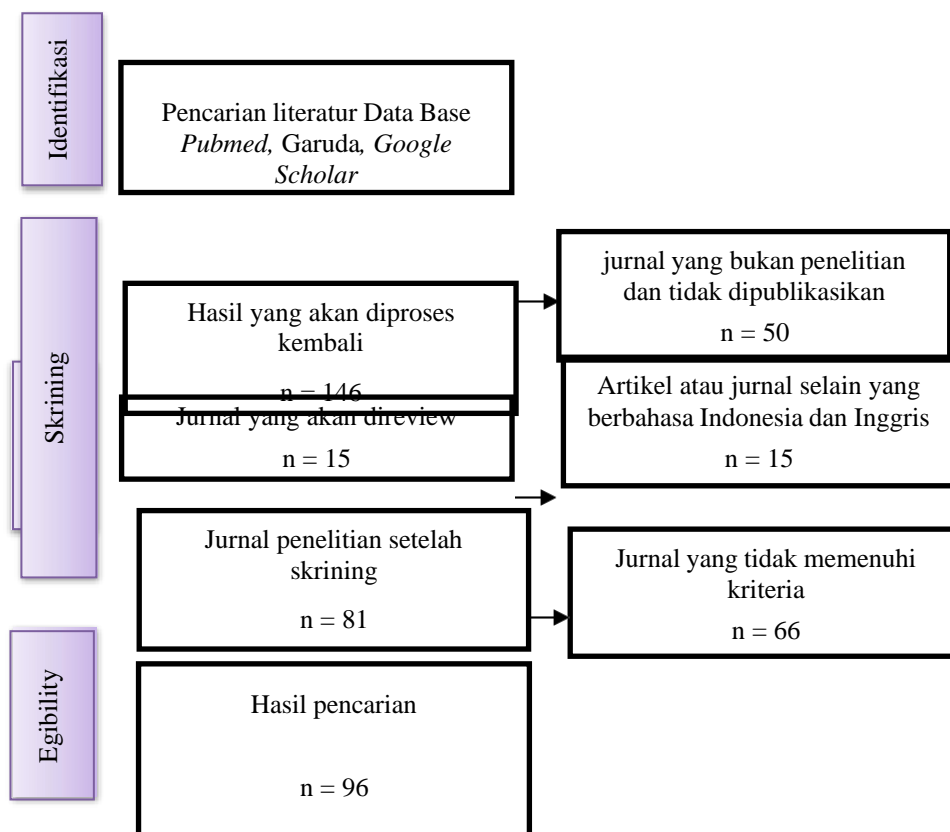 Identifikasi
Pencarian literatur Data Base
Pubmed, Garuda, Google
Scholar
Skrining
Hasil yang akan diproses
kembali
n = 146
jurnal yang bukan penelitian
dan tidak dipublikasikan
n = 50
Jurnal yang akan direview
n = 15
Artikel atau jurnal selain yang
berbahasa Indonesia dan Inggris
n = 15
Jurnal penelitian setelah
skrining
n = 81
Jurnal yang tidak memenuhi
kriteria
n = 66
Egibility
Hasil pencarian
n = 96